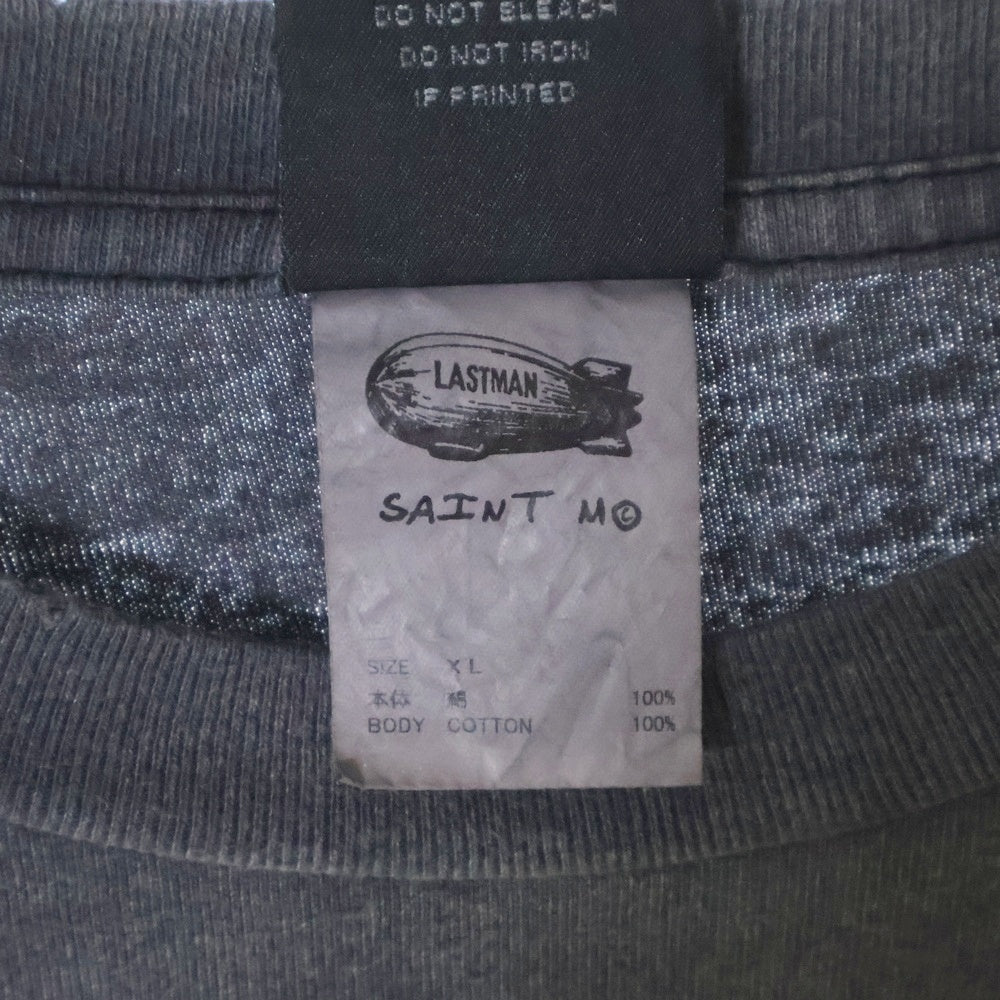 DO NOT BLEACH
DO NOT IRON
IF PRINTED
LASTMAN
SAINT M©
SIZE XL
本体 綿 100%
BODY COTTON 100%